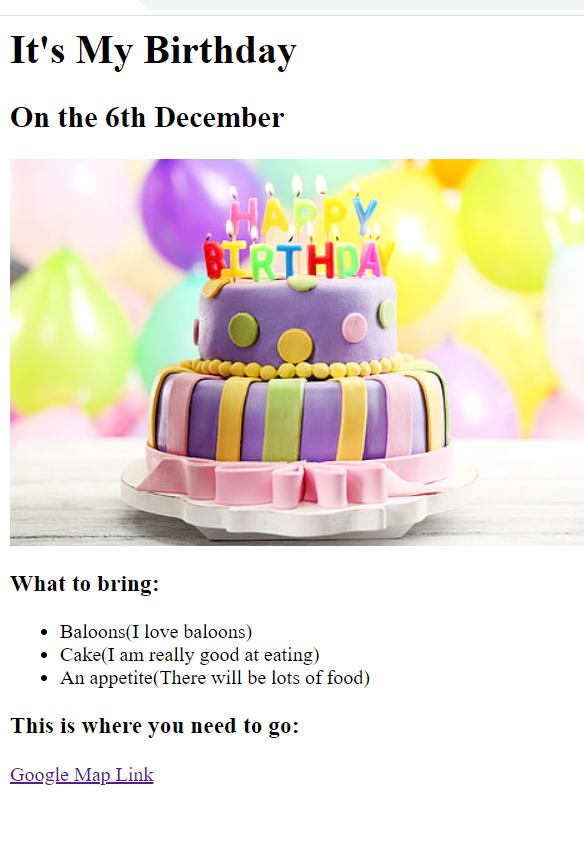 It's My Birthday
On the 6th December
HAPPY
BIRTHDAY
What to bring:
Baloons(I love baloons)
Cake(I am really good at eating)
An appetite(There will be lots of food)
This is where you need to go:
Google Map Link